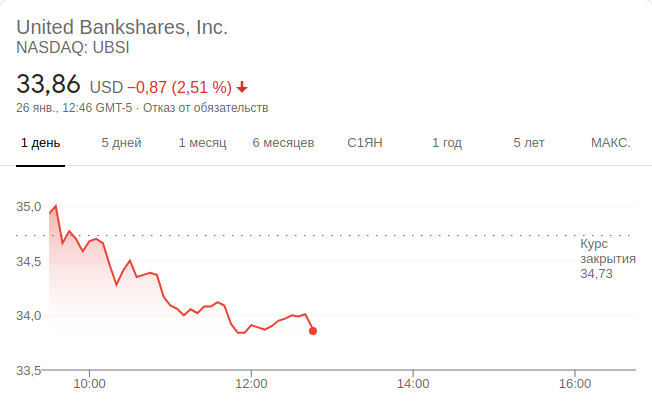 United Bankshares, Inc.
NASDAQ: UBSI
33,86 USD −0,87 (2,51 %)
26 янв., 12:46 GMT-5 · Отказ от обязательств
1 день 5 дней 1 месяц 6 месяцев С1ЯН 1 год 5 лет МАКС.
35,0
Курс
закрытия
34,73
34,5
34,0
33,5
10:00 12:00 14:00 16:00